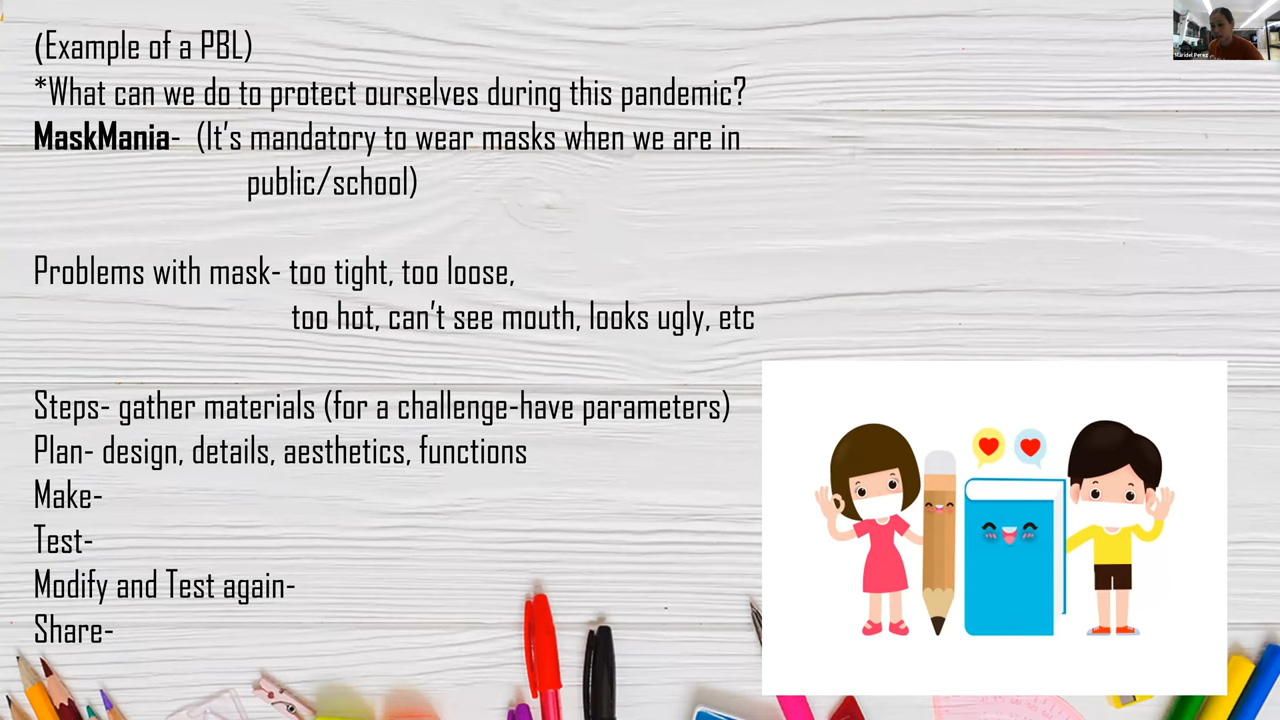 (Example of a PBL)
*What can we do to protect ourselves during this pandemic?
MaskMania- (It's mandatory to wear masks when we are in
public/school)
Problems with mask- too tight, too loose,
too hot, can't see mouth, looks ugly, etc
Steps- gather materials (for a challenge-have parameters)
Plan- design, details, aesthetics, functions
Make-
Test-
Modify and Test again-
Share-
Maridel Perez